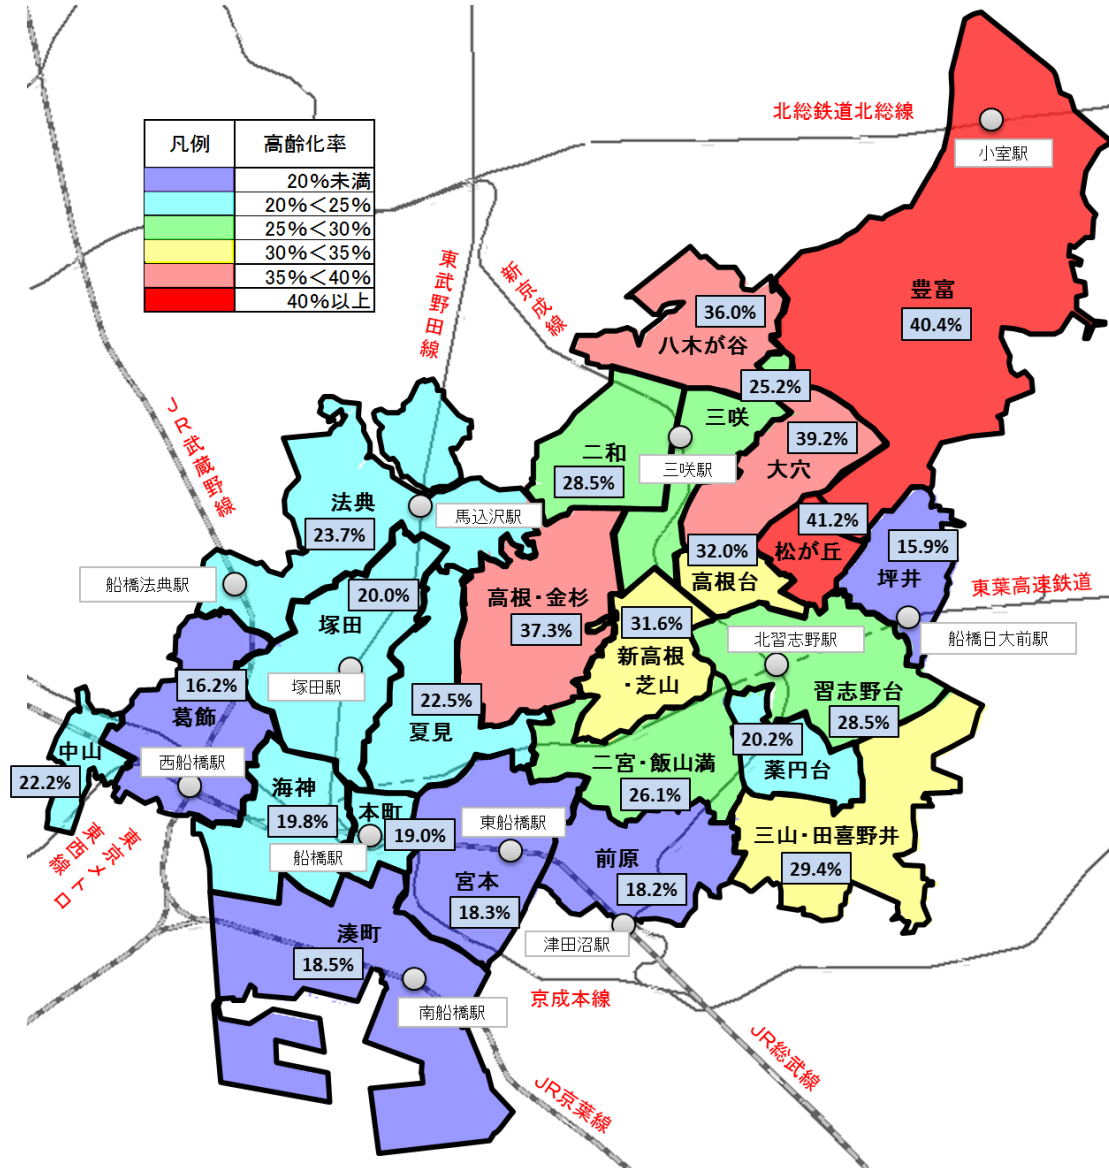 凡例 高齢化率
20%未満
20%<25%
25%<30%
30%<35%
35%<40%
40%以上
北総鉄道北総線
小室駅
東武野田線
新京成線
豊富
40.4%
36.0%
八木が谷
25.2%
三咲
39.2%
大穴
三咲駅
二和
28.5%
JR武蔵野線
法典
23.7%
馬込沢駅
41.2%
松が丘
15.9%
坪井
32.0%
高根台
東葉高速鉄道
船橋日大前駅
船橋法典駅
20.0%
塚田
塚田駅
高根・金杉
37.3%
31.6%
新高根
・芝山
北習志野駅
習志野台
28.5%
16.2%
葛飾
22.5%
夏見
中山
22.2%
西船橋駅
海神
19.8%
本町
19.0%
船橋駅
二宮・飯山満
26.1%
20.2%
薬円台
東船橋駅
宮本
18.3%
前原
18.2%
三山・田喜野井
29.4%
東京メトロ
東西線
湊町
18.5%
津田沼駅
南船橋駅
京成本線
JR総武線
JR京葉線